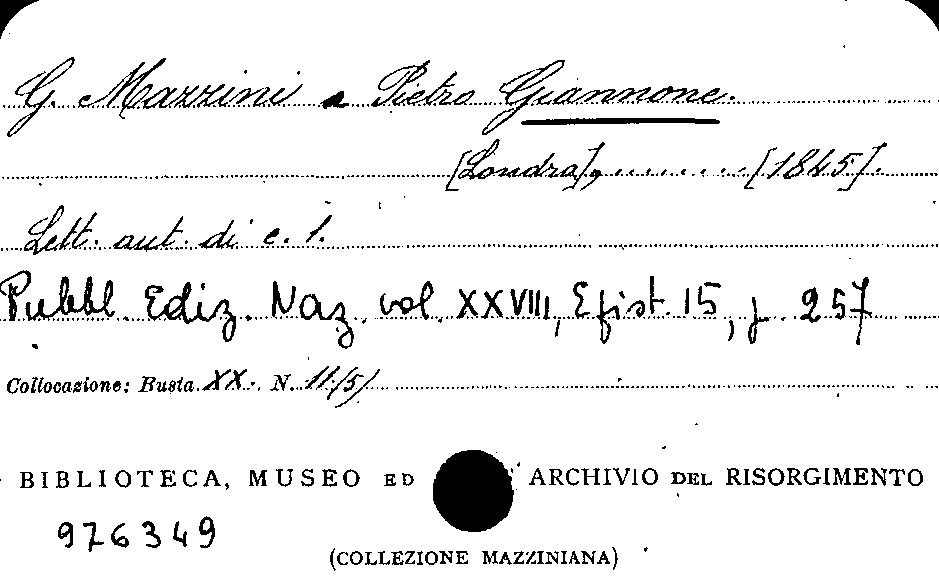 G. Mazzini a Pietro Giannone.
[Londra], ......... [1845].
Lett. aut. di c. 1.
Pubbl. Ediz. Naz. vol. XXVIII, Epist. 15, p. 257
Collocazione: Busta XX. N. 11(5)
BIBLIOTECA, MUSEO ED ARCHIVIO DEL RISORGIMENTO
976349
(COLLEZIONE MAZZINIANA)